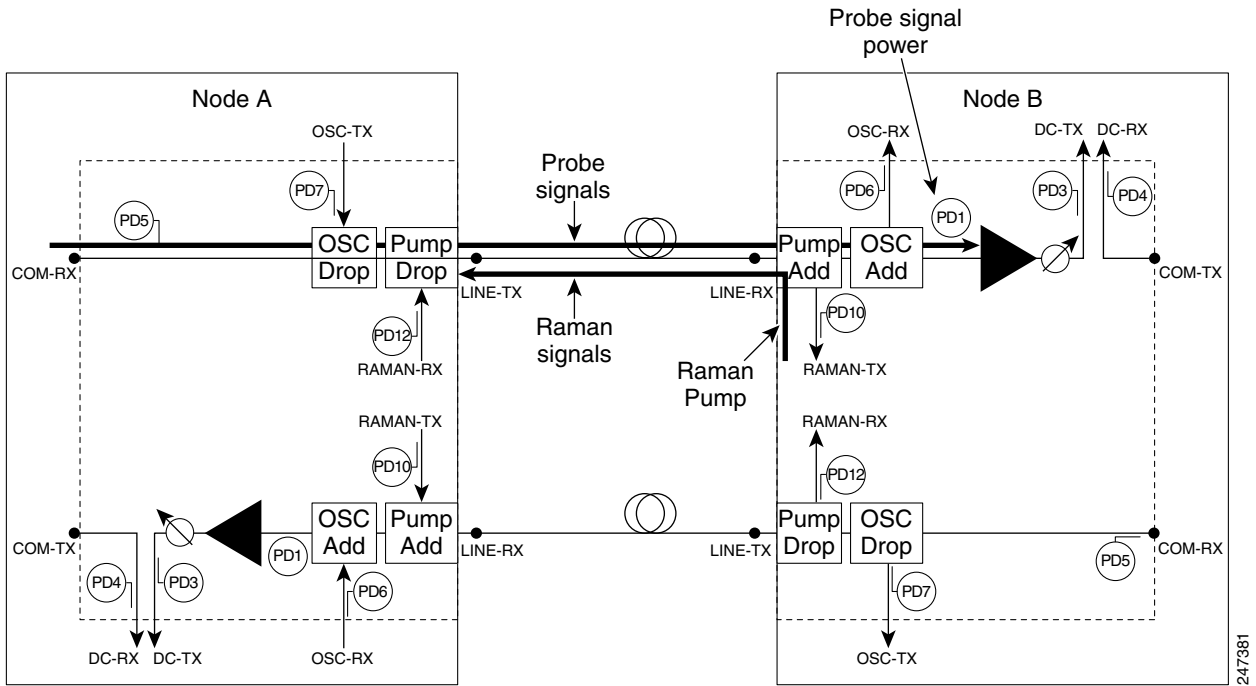 Probe signal
power
Node A
Node B
OSC-TX
OSC-RX
DC-TX
DC-RX
Probe
signals
PD7
PD6
PD3
PD4
PD5
PD1
OSC
Drop
Pump
Drop
Pump
Add
OSC
Add
COM-RX
LINE-TX
LINE-RX
COM-TX
PD12
PD10
Raman
signals
RAMAN-RX
Raman
Pump
RAMAN-TX
RAMAN-TX
RAMAN-RX
PD10
PD12
OSC
Add
Pump
Add
Pump
Drop
OSC
Drop
COM-TX
PD1
LINE-RX
LINE-TX
COM-RX
PD5
PD4
PD3
PD6
PD7
DC-RX
DC-TX
OSC-RX
OSC-TX
247381